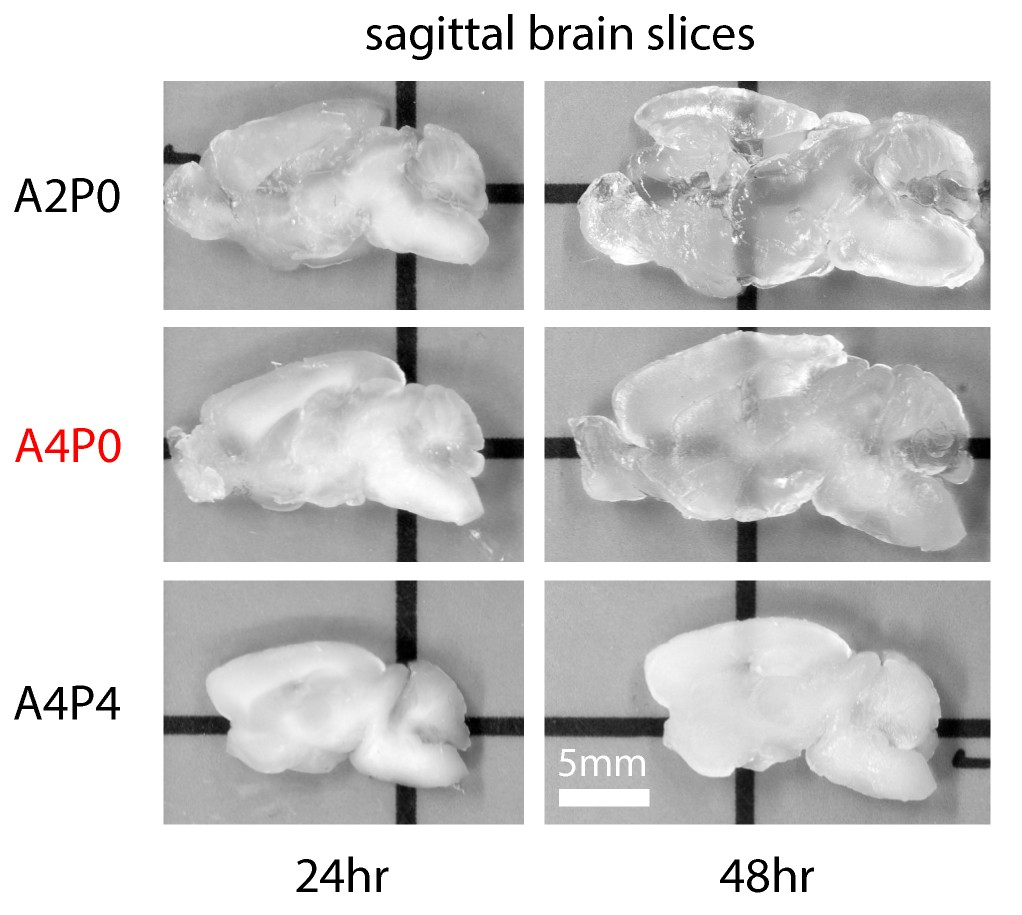 sagittal brain slices
A2P0
A4P0
A4P4
5mm
24hr
48hr